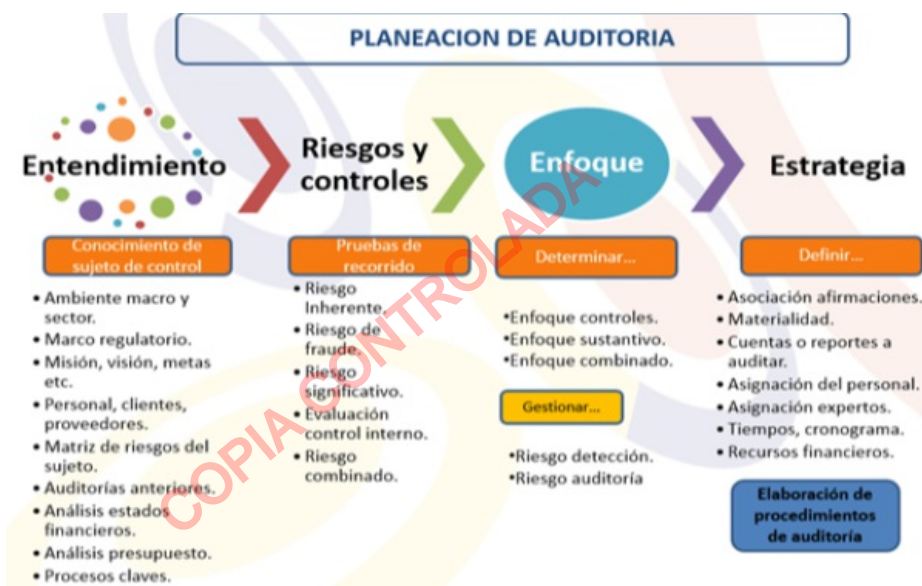 PLANEACION DE AUDITORIA
Entendimiento
Conocimiento de
sujeto de control
• Ambiente macro y
sector.
• Marco regulatorio.
• Misión, visión, metas
etc.
• Personal, clientes,
proveedores.
• Matriz de riesgos del
sujeto.
• Auditorías anteriores.
• Análisis estados
financieros.
• Análisis presupuesto.
• Procesos claves.
Riesgos y
controles
Pruebas de
recorrido
• Riesgo
Inherente.
• Riesgo de
fraude.
• Riesgo
significativo.
• Evaluación
control interno.
• Riesgo
combinado.
Enfoque
Determinar...
•Enfoque controles.
•Enfoque sustantivo.
•Enfoque combinado.
Gestionar...
•Riesgo detección.
•Riesgo auditoría
Estrategia
Definir...
• Asociación afirmaciones.
• Materialidad.
• Cuentas o reportes a
auditar.
• Asignación del personal.
• Asignación expertos.
• Tiempos, cronograma.
• Recursos financieros.
Elaboración de
procedimientos
de auditoría
COPIA CONTROLADA